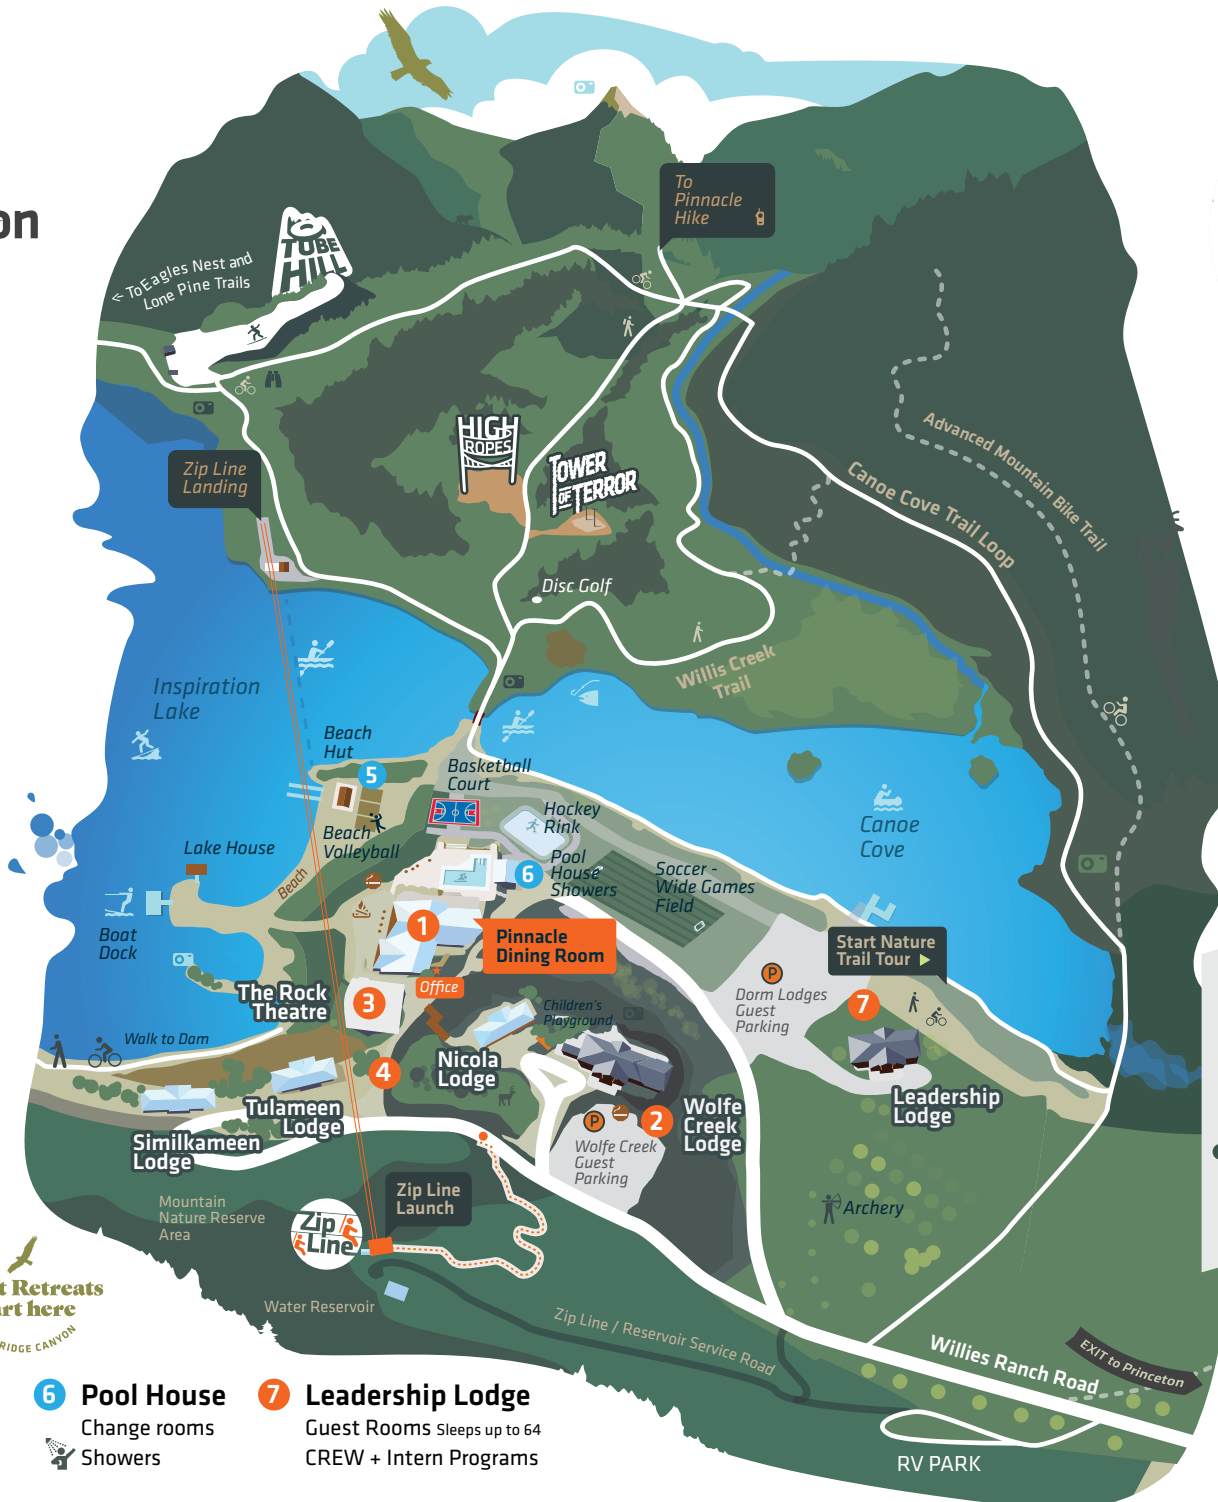 on
To
Pinnacle
Hike
TUBE
HILL
To Eagles Nest and
Lone Pine Trails
HIGH
ROPES
TOWER
OF TERROR
Zip Line
Landing
Advanced Mountain Bike Trail
Canoe Cove Trail Loop
Disc Golf
Willis Creek
Trail
Inspiration
Lake
Beach
Hut
5
Basketball
Court
Hockey
Rink
Beach
Volleyball
Lake House
Beach
6
Pool
House
Showers
Soccer -
Wide Games
Field
Canoe
Cove
Boat
Dock
1
Pinnacle
Dining Room
Office
Start Nature
Trail Tour
P
Dorm Lodges
Guest
Parking
7
The Rock
Theatre
3
Children's
Playground
Walk to Dam
Nicola
Lodge
4
Leadership
Lodge
Tulameen
Lodge
Similkameen
Lodge
P
2
Wolfe
Creek
Lodge
Wolfe Creek
Guest
Parking
Zip Line
Launch
Archery
Mountain
Nature Reserve
Area
Zip
Line
Water Reservoir
Zip Line / Reservoir Service Road
Willies Ranch Road
EXIT to Princeton
RV PARK
t Retreats
art here
RIDGE CANYON
6 Pool House
Change rooms
Showers
7 Leadership Lodge
Guest Rooms Sleeps up to 64
CREW + Intern Programs